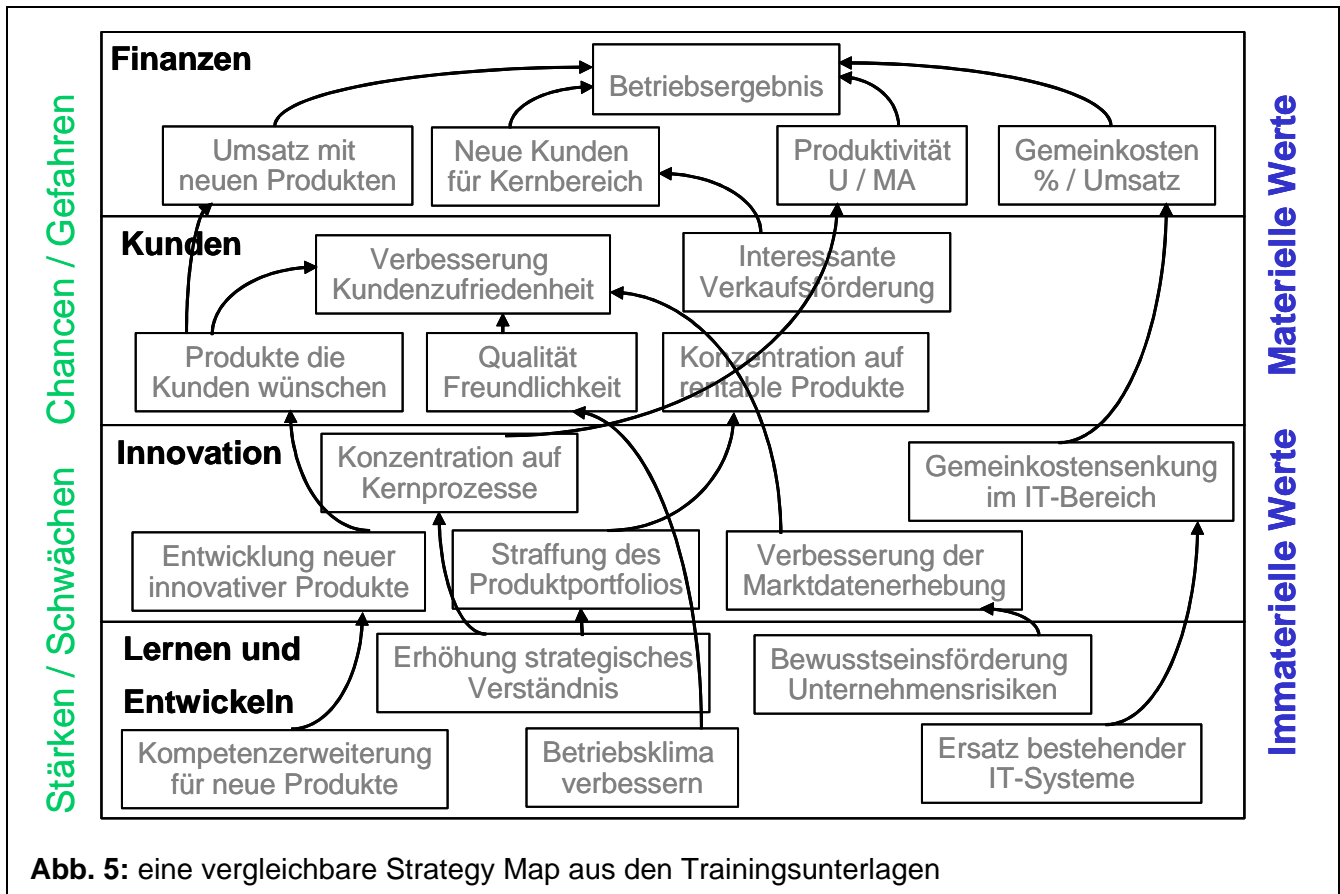 Finanzen
Betriebsergebnis
Umsatz mit
neuen Produkten
Neue Kunden
für Kernbereich
Produktivität
U / MA
Gemeinkosten
% / Umsatz
Kunden
Verbesserung
Kundenzufriedenheit
Interessante
Verkaufsförderung
Produkte die
Kunden wünschen
Qualität
Freundlichkeit
Konzentration auf
rentable Produkte
Innovation
Konzentration auf
Kernprozesse
Gemeinkostensenkung
im IT-Bereich
Entwicklung neuer
innovativer Produkte
Straffung des
Produktportfolios
Verbesserung der
Marktdatenerhebung
Lernen und
Entwickeln
Erhöhung strategisches
Verständnis
Bewusstseinsförderung
Unternehmensrisiken
Kompetenzerweiterung
für neue Produkte
Betriebsklima
verbessern
Ersatz bestehender
IT-Systeme
Stärken / Schwächen Chancen / Gefahren
Immaterielle Werte Materielle Werte
Abb. 5: eine vergleichbare Strategy Map aus den Trainingsunterlagen